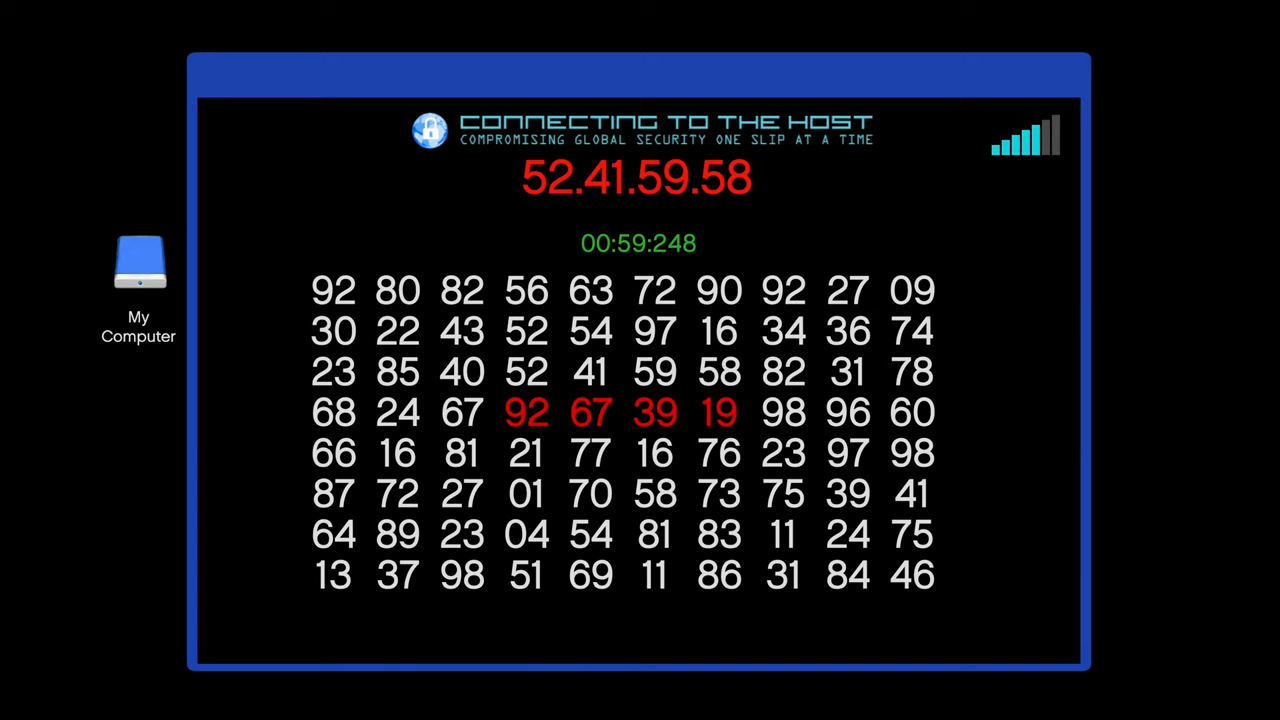 CONNECTING TO THE HOST
COMPROMISING GLOBAL SECURITY ONE SLIP AT A TIME
52.41.59.58
00:59:248
92 80 82 56 63 72 90 92 27 09
30 22 43 52 54 97 16 34 36 74
23 85 40 52 41 59 58 82 31 78
68 24 67 92 67 39 19 98 96 60
66 16 81 21 77 16 76 23 97 98
87 72 27 01 70 58 73 75 39 41
64 89 23 04 54 81 83 11 24 75
13 37 98 51 69 11 86 31 84 46
My
Computer